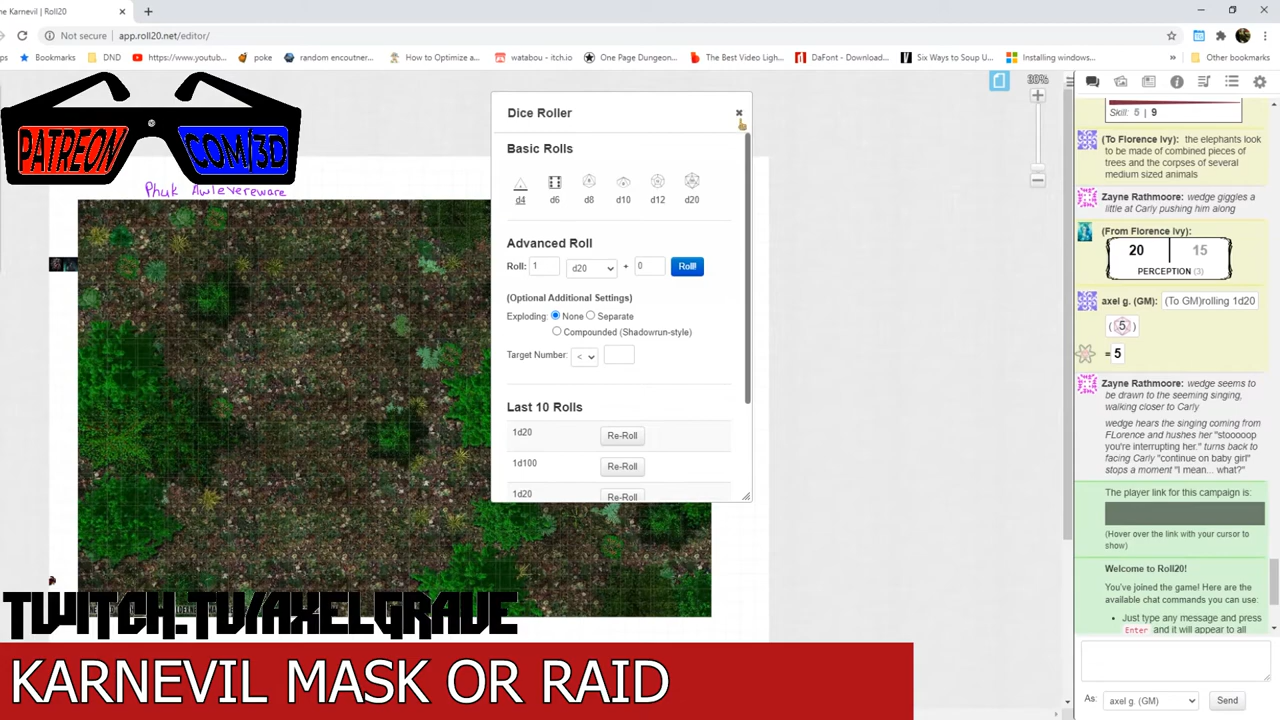 ne Karnevil | Roll20
Not secure
app.roll20.net/editor/
Bookmarks
DND
https://www.youtub...
poke
random encoutner...
How to Optimize a...
watabou - itch.io
One Page Dungeon...
The Best Video Ligh...
DaFont - Download...
Six Ways to Soup U...
Installing windows...
»
Other bookmarks
PATREON
COM/3D
Phuk Awlevereware
Dice Roller
Basic Rolls
d4
d6
d8
d10
d12
d20
Advanced Roll
Roll: 1 d20 + 0 Roll!
(Optional Additional Settings)
Exploding: None Separate
Compounded (Shadowrun-style)
Target Number: <
Last 10 Rolls
1d20 Re-Roll
1d100 Re-Roll
1d20 Re-Roll
30%
Skill: 5 | 9
(To Florence Ivy): the elephants look
to be made of combined pieces of
trees and the corpses of several
medium sized animals
Zayne Rathmoore: wedge giggles a
little at Carly pushing him along
(From Florence Ivy):
20 15
PERCEPTION (3)
axel g. (GM): (To GM)rolling 1d20
(5)
= 5
Zayne Rathmoore: wedge seems to
be drawn to the seeming singing,
walking closer to Carly
wedge hears the singing coming from
FLorence and hushes her "stooooop
you're interrupting her." turns back to
facing Carly "continue on baby girl"
stops a moment "I mean... what?"
The player link for this campaign is:
(Hover over the link with your cursor to
show)
Welcome to Roll20!
You've joined the game! Here are the
available chat commands you can use:
• Just type any message and press
Enter and it will appear to all
As: axel g. (GM) Send
TWITCH.TV/AXELGRAVE
KARNEVIL MASK OR RAID